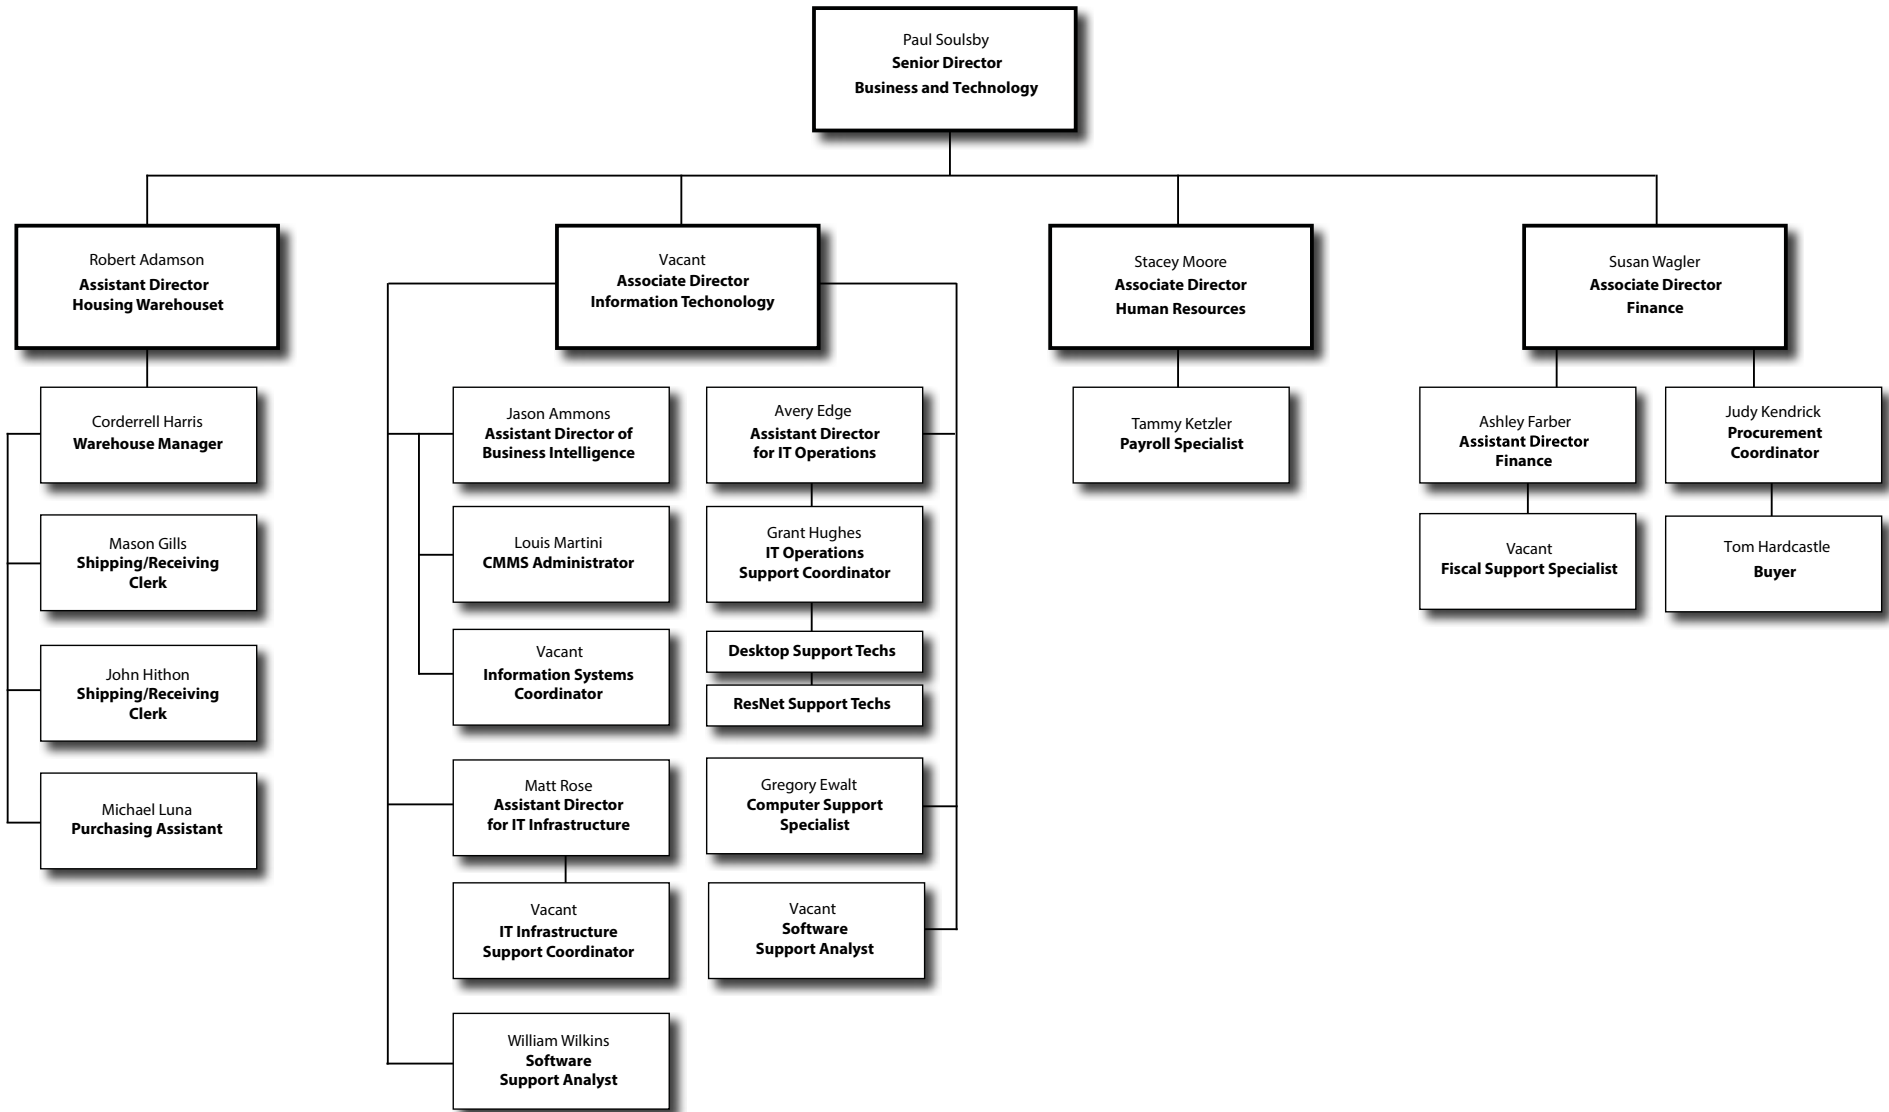 Paul Soulsby
Senior Director
Business and Technology
Robert Adamson
Assistant Director
Housing Warehouset
Corderrell Harris
Warehouse Manager
Mason Gills
Shipping/Receiving
Clerk
John Hithon
Shipping/Receiving
Clerk
Michael Luna
Purchasing Assistant
Vacant
Associate Director
Information Techonology
Jason Ammons
Assistant Director of
Business Intelligence
Louis Martini
CMMS Administrator
Vacant
Information Systems
Coordinator
Matt Rose
Assistant Director
for IT Infrastructure
Vacant
IT Infrastructure
Support Coordinator
William Wilkins
Software
Support Analyst
Avery Edge
Assistant Director
for IT Operations
Grant Hughes
IT Operations
Support Coordinator
Desktop Support Techs
ResNet Support Techs
Gregory Ewalt
Computer Support
Specialist
Vacant
Software
Support Analyst
Stacey Moore
Associate Director
Human Resources
Tammy Ketzler
Payroll Specialist
Susan Wagler
Associate Director
Finance
Ashley Farber
Assistant Director
Finance
Vacant
Fiscal Support Specialist
Judy Kendrick
Procurement
Coordinator
Tom Hardcastle
Buyer